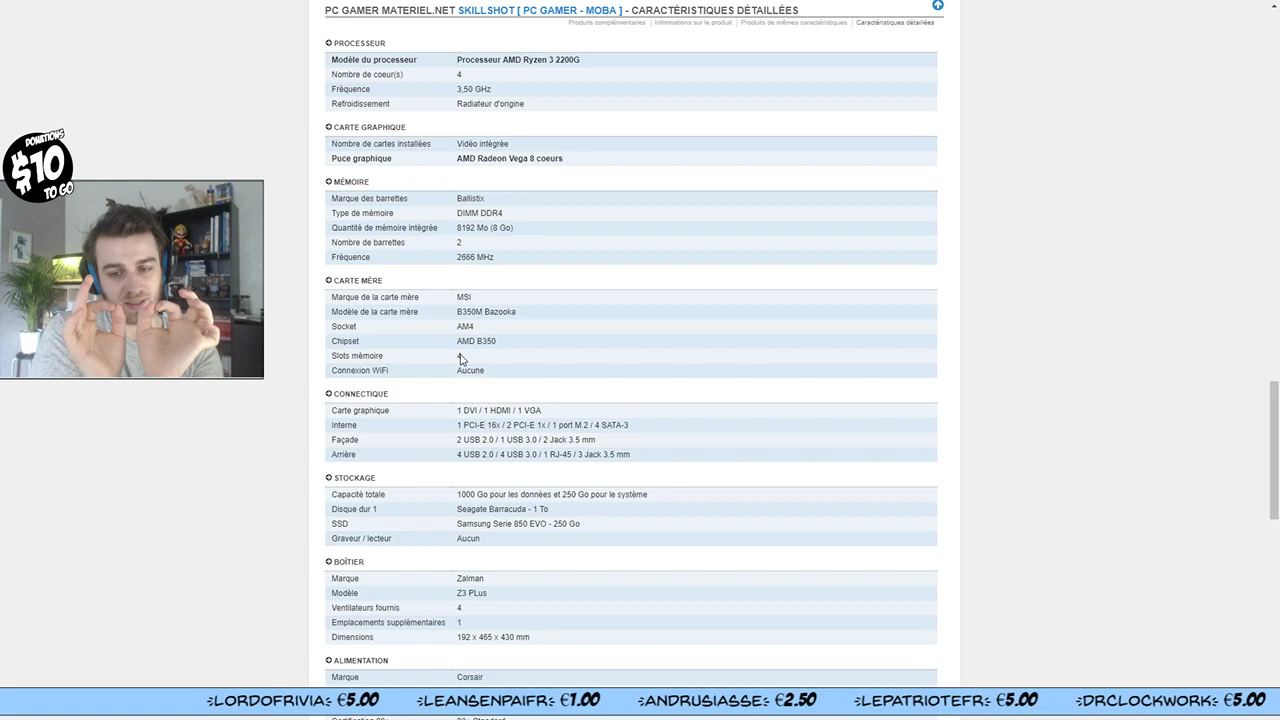 PC GAMER MATERIEL.NET SKILLSHOT [ PC GAMER - MOBA ] - CARACTÉRISTIQUES DÉTAILLÉES
Produits complémentaires | Informations sur le produit | Produits de mêmes caractéristiques | Caractéristiques détaillées
PROCESSEUR
Modèle du processeur Processeur AMD Ryzen 3 2200G
Nombre de coeur(s) 4
Fréquence 3,50 GHz
Refroidissement Radiateur d'origine
CARTE GRAPHIQUE
Nombre de cartes installées Vidéo intégrée
Puce graphique AMD Radeon Vega 8 coeurs
MÉMOIRE
Marque des barrettes Ballistix
Type de mémoire DIMM DDR4
Quantité de mémoire intégrée 8192 Mo (8 Go)
Nombre de barrettes 2
Fréquence 2666 MHz
CARTE MÈRE
Marque de la carte mère MSI
Modèle de la carte mère B350M Bazooka
Socket AM4
Chipset AMD B350
Slots mémoire
Connexion WiFi Aucune
CONNECTIQUE
Carte graphique 1 DVI / 1 HDMI / 1 VGA
Interne 1 PCI-E 16x / 2 PCI-E 1x / 1 port M.2 / 4 SATA-3
Façade 2 USB 2.0 / 1 USB 3.0 / 2 Jack 3.5 mm
Arrière 4 USB 2.0 / 4 USB 3.0 / 1 RJ-45 / 3 Jack 3.5 mm
STOCKAGE
Capacité totale 1000 Go pour les données et 250 Go pour le système
Disque dur 1 Seagate Barracuda - 1 To
SSD Samsung Serie 850 EVO - 250 Go
Graveur / lecteur Aucun
BOÎTIER
Marque Zalman
Modèle Z3 PLus
Ventilateurs fournis 4
Emplacements supplémentaires 1
Dimensions 192 x 465 x 430 mm
ALIMENTATION
Marque Corsair
DONATIONS
$10
TO GO
LORDOFRIVIA: €5.00 LEANSENPAIFR: €1.00 ANDRUSIASSE: €2.50 LEPATRIOTEFR: €5.00 DRCLOCKWORK: €5.00